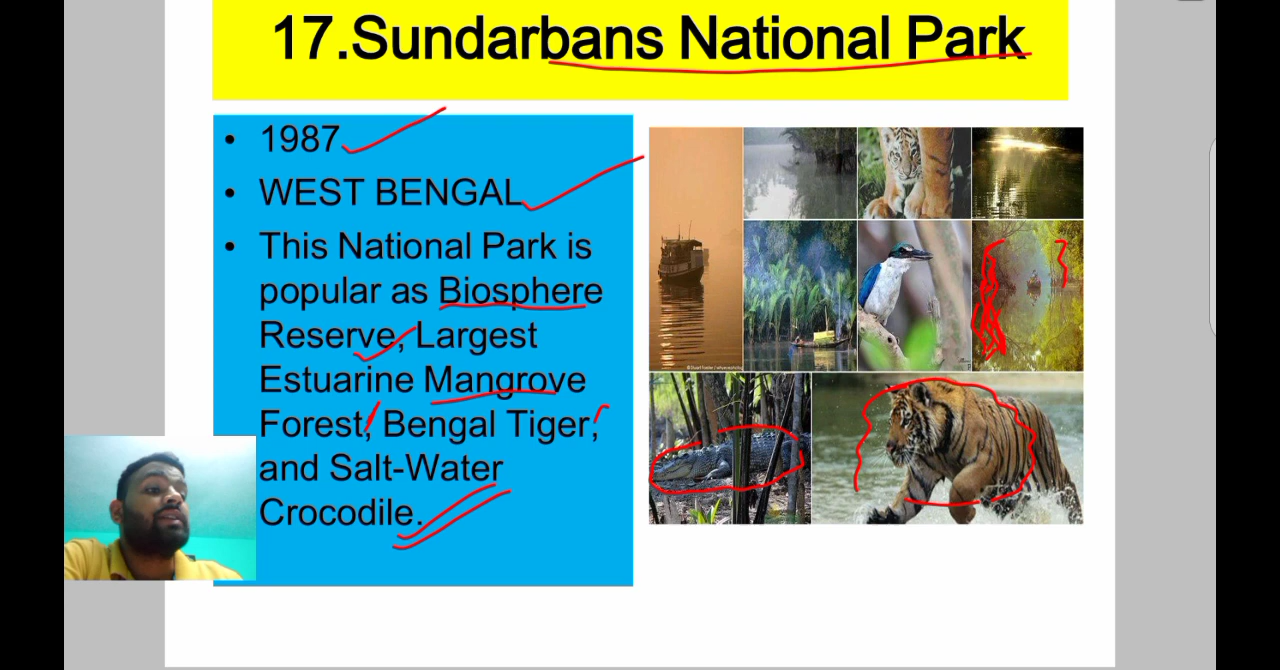 17.Sundarbans National Park
• 1987
• WEST BENGAL
• This National Park is
popular as Biosphere
Reserve, Largest
Estuarine Mangrove
Forest, Bengal Tiger,
and Salt-Water
Crocodile.